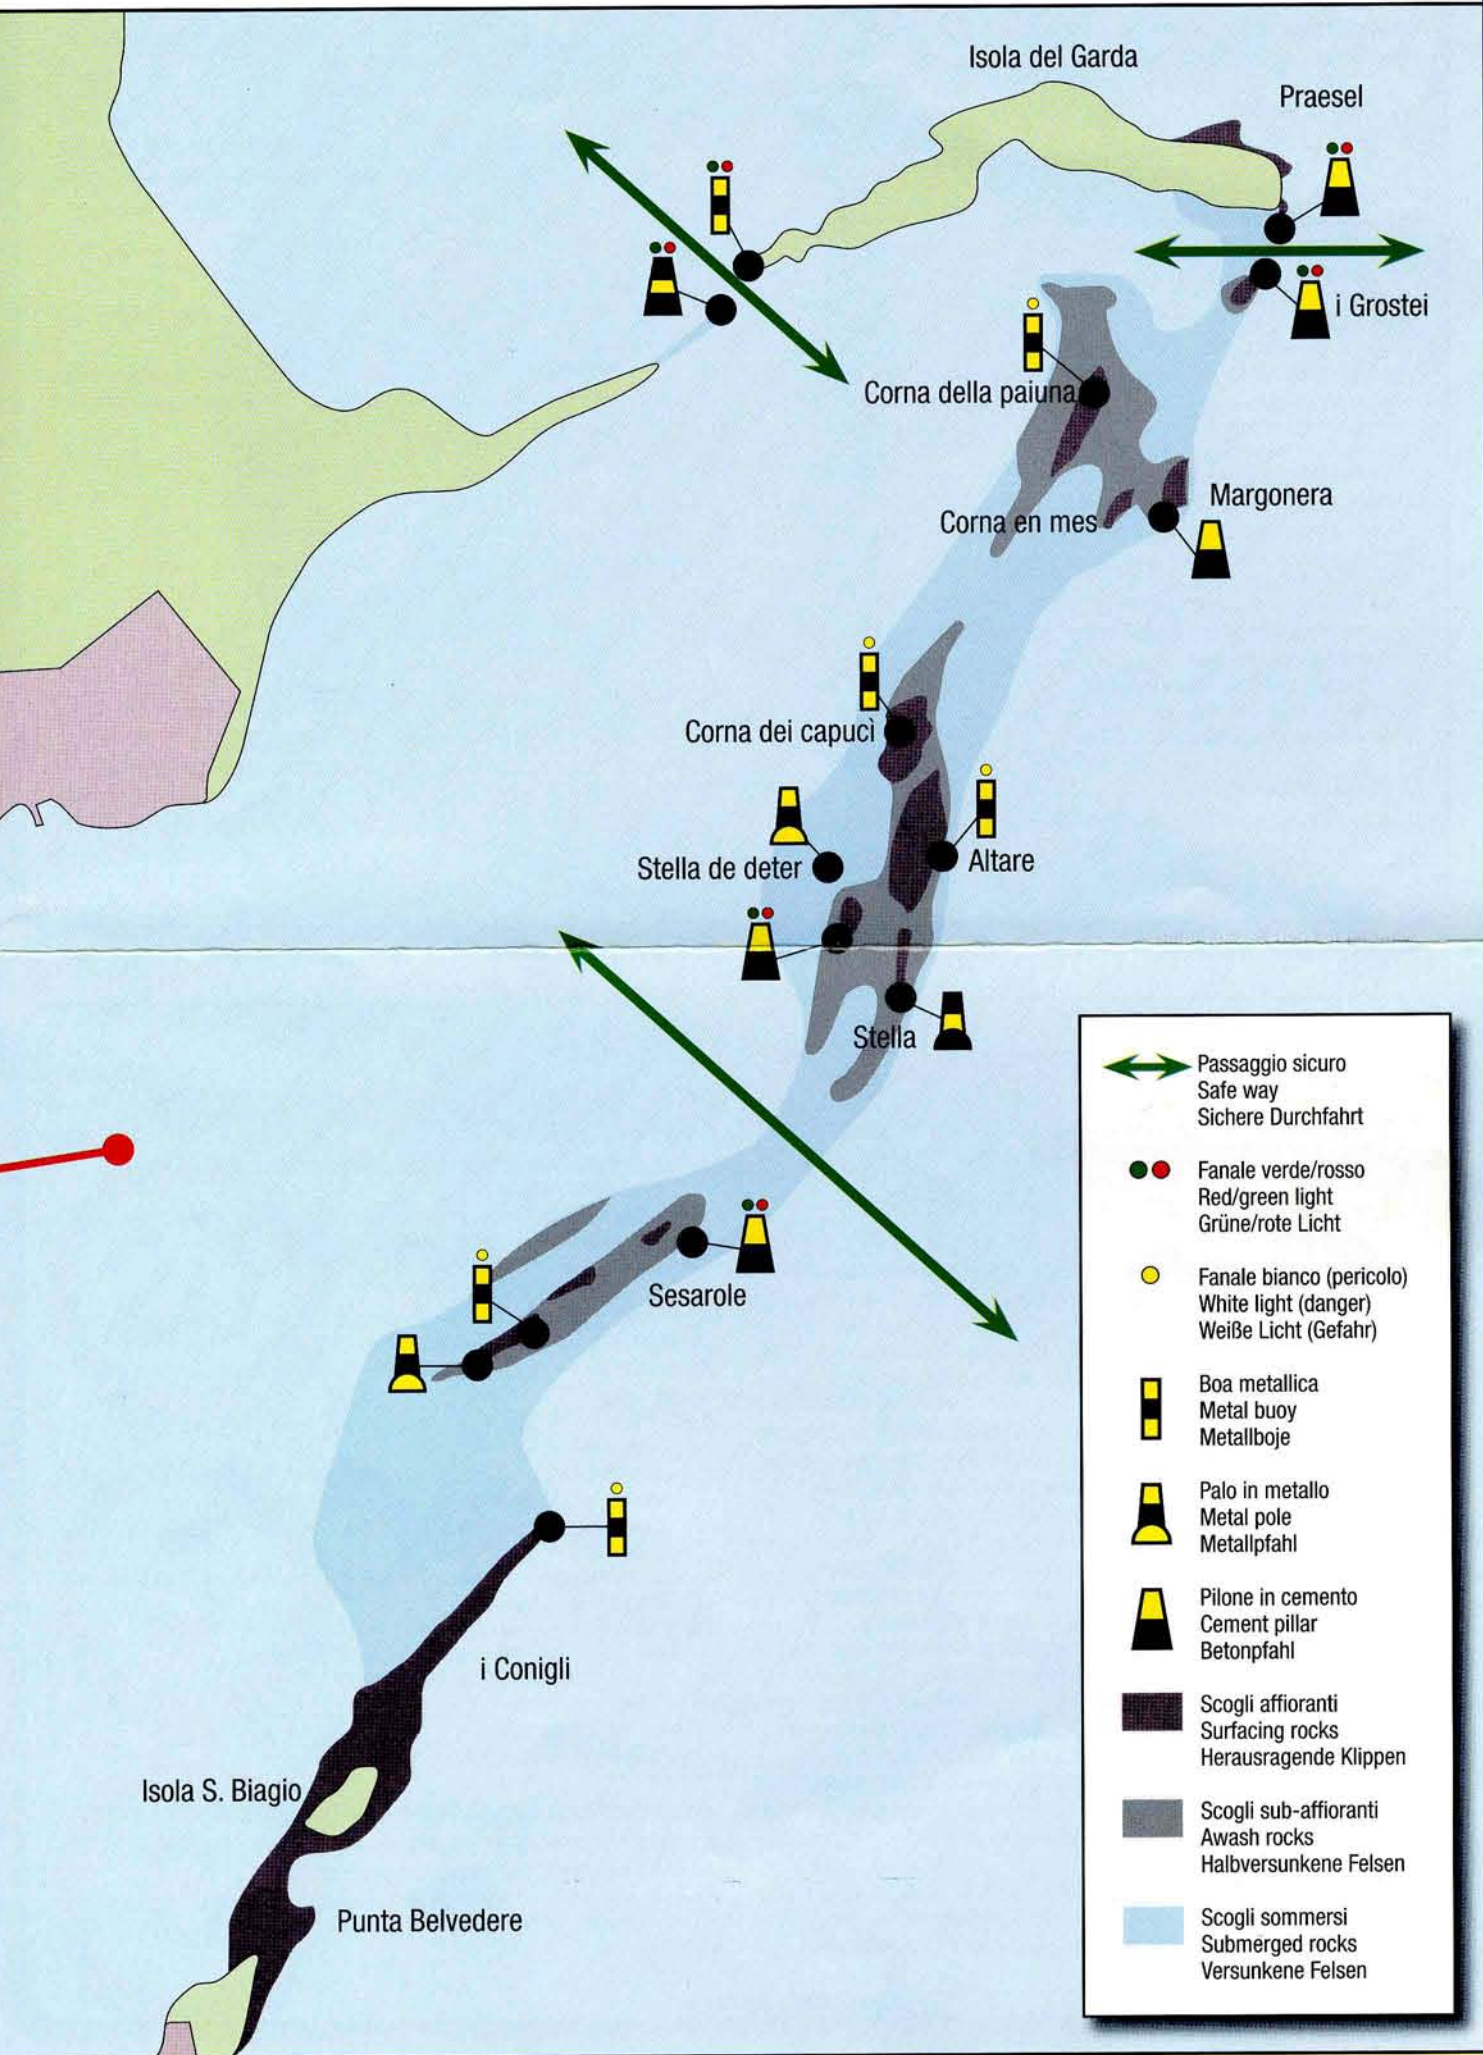 Isola del Garda
Praesel
i Grostei
Corna della paiuna
Margonera
Corna en mes
Corna dei capucì
Stella de deter
Altare
Stella
Sesarole
i Conigli
Isola S. Biagio
Punta Belvedere
Passaggio sicuro
Safe way
Sichere Durchfahrt
Fanale verde/rosso
Red/green light
Grüne/rote Licht
Fanale bianco (pericolo)
White light (danger)
Weiße Licht (Gefahr)
Boa metallica
Metal buoy
Metallboje
Palo in metallo
Metal pole
Metallpfahl
Pilone in cemento
Cement pillar
Betonpfahl
Scogli affioranti
Surfacing rocks
Herausragende Klippen
Scogli sub-affioranti
Awash rocks
Halbversunkene Felsen
Scogli sommersi
Submerged rocks
Versunkene Felsen